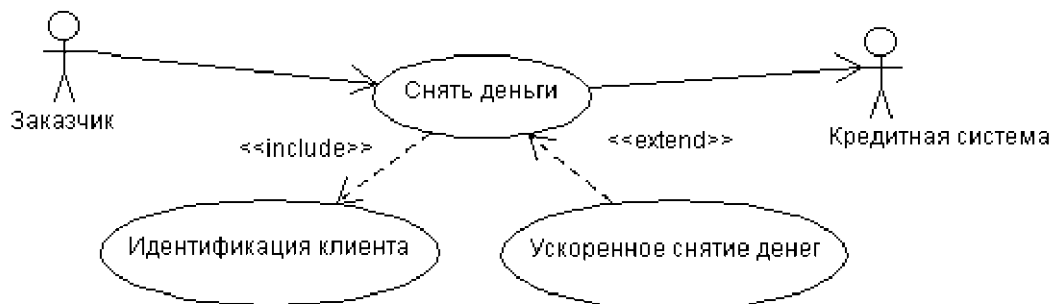 Снять деньги
Заказчик
Кредитная система
<<include>>
<<extend>>
Идентификация клиента
Ускоренное снятие денег